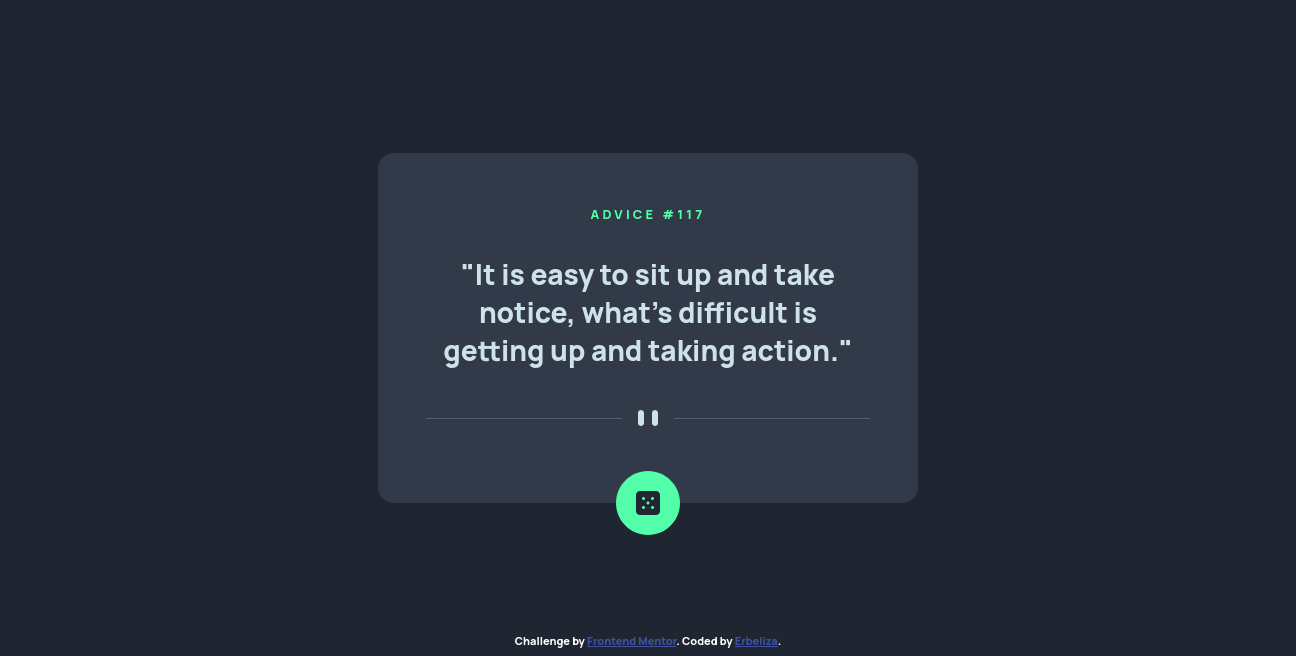 ADVICE #117
"It is easy to sit up and take
notice, what's difficult is
getting up and taking action."
Challenge by Frontend Mentor. Coded by Erbeliza.